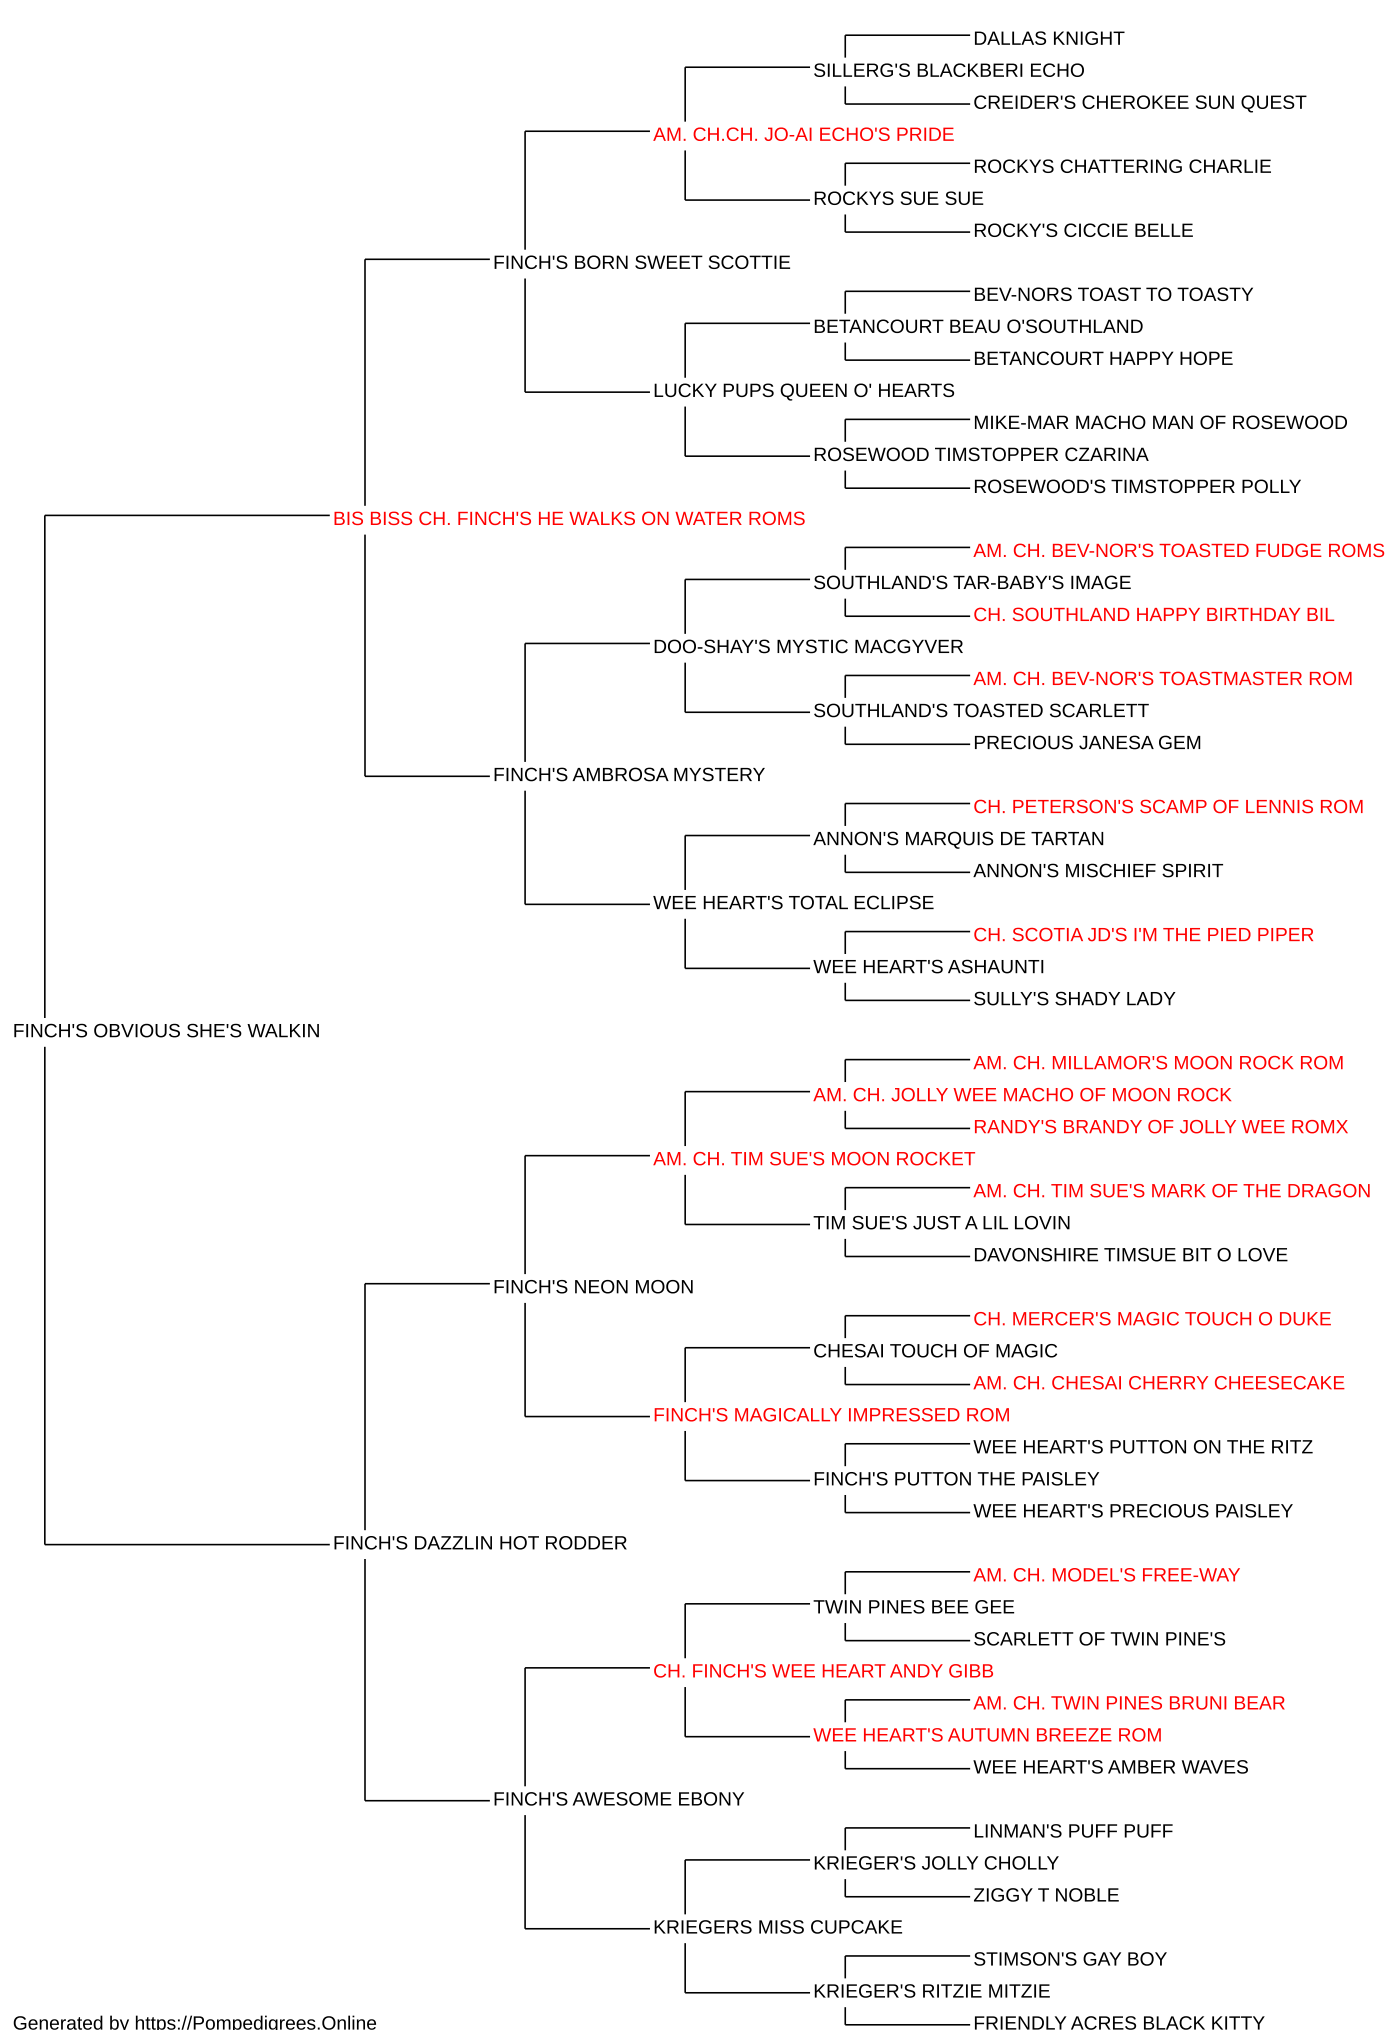 DALLAS KNIGHT
SILLERG'S BLACKBERI ECHO
CREIDER'S CHEROKEE SUN QUEST
AM. CH.CH. JO-AI ECHO'S PRIDE
ROCKYS CHATTERING CHARLIE
ROCKYS SUE SUE
ROCKY'S CICCIE BELLE
FINCH'S BORN SWEET SCOTTIE
BEV-NORS TOAST TO TOASTY
BETANCOURT BEAU O'SOUTHLAND
BETANCOURT HAPPY HOPE
LUCKY PUPS QUEEN O' HEARTS
MIKE-MAR MACHO MAN OF ROSEWOOD
ROSEWOOD TIMSTOPPER CZARINA
ROSEWOOD'S TIMSTOPPER POLLY
BIS BISS CH. FINCH'S HE WALKS ON WATER ROMS
AM. CH. BEV-NOR'S TOASTED FUDGE ROMS
SOUTHLAND'S TAR-BABY'S IMAGE
CH. SOUTHLAND HAPPY BIRTHDAY BIL
DOO-SHAY'S MYSTIC MACGYVER
AM. CH. BEV-NOR'S TOASTMASTER ROM
SOUTHLAND'S TOASTED SCARLETT
PRECIOUS JANESA GEM
FINCH'S AMBROSA MYSTERY
CH. PETERSON'S SCAMP OF LENNIS ROM
ANNON'S MARQUIS DE TARTAN
ANNON'S MISCHIEF SPIRIT
WEE HEART'S TOTAL ECLIPSE
CH. SCOTIA JD'S I'M THE PIED PIPER
WEE HEART'S ASHAUNTI
SULLY'S SHADY LADY
FINCH'S OBVIOUS SHE'S WALKIN
AM. CH. MILLAMOR'S MOON ROCK ROM
AM. CH. JOLLY WEE MACHO OF MOON ROCK
RANDY'S BRANDY OF JOLLY WEE ROMX
AM. CH. TIM SUE'S MOON ROCKET
AM. CH. TIM SUE'S MARK OF THE DRAGON
TIM SUE'S JUST A LIL LOVIN
DAVONSHIRE TIMSUE BIT O LOVE
FINCH'S NEON MOON
CH. MERCER'S MAGIC TOUCH O DUKE
CHESAI TOUCH OF MAGIC
AM. CH. CHESAI CHERRY CHEESECAKE
FINCH'S MAGICALLY IMPRESSED ROM
WEE HEART'S PUTTON ON THE RITZ
FINCH'S PUTTON THE PAISLEY
WEE HEART'S PRECIOUS PAISLEY
FINCH'S DAZZLIN HOT RODDER
AM. CH. MODEL'S FREE-WAY
TWIN PINES BEE GEE
SCARLETT OF TWIN PINE'S
CH. FINCH'S WEE HEART ANDY GIBB
AM. CH. TWIN PINES BRUNI BEAR
WEE HEART'S AUTUMN BREEZE ROM
WEE HEART'S AMBER WAVES
FINCH'S AWESOME EBONY
LINMAN'S PUFF PUFF
KRIEGER'S JOLLY CHOLLY
ZIGGY T NOBLE
KRIEGERS MISS CUPCAKE
STIMSON'S GAY BOY
KRIEGER'S RITZIE MITZIE
FRIENDLY ACRES BLACK KITTY
Generated by https://Pompedigrees.Online